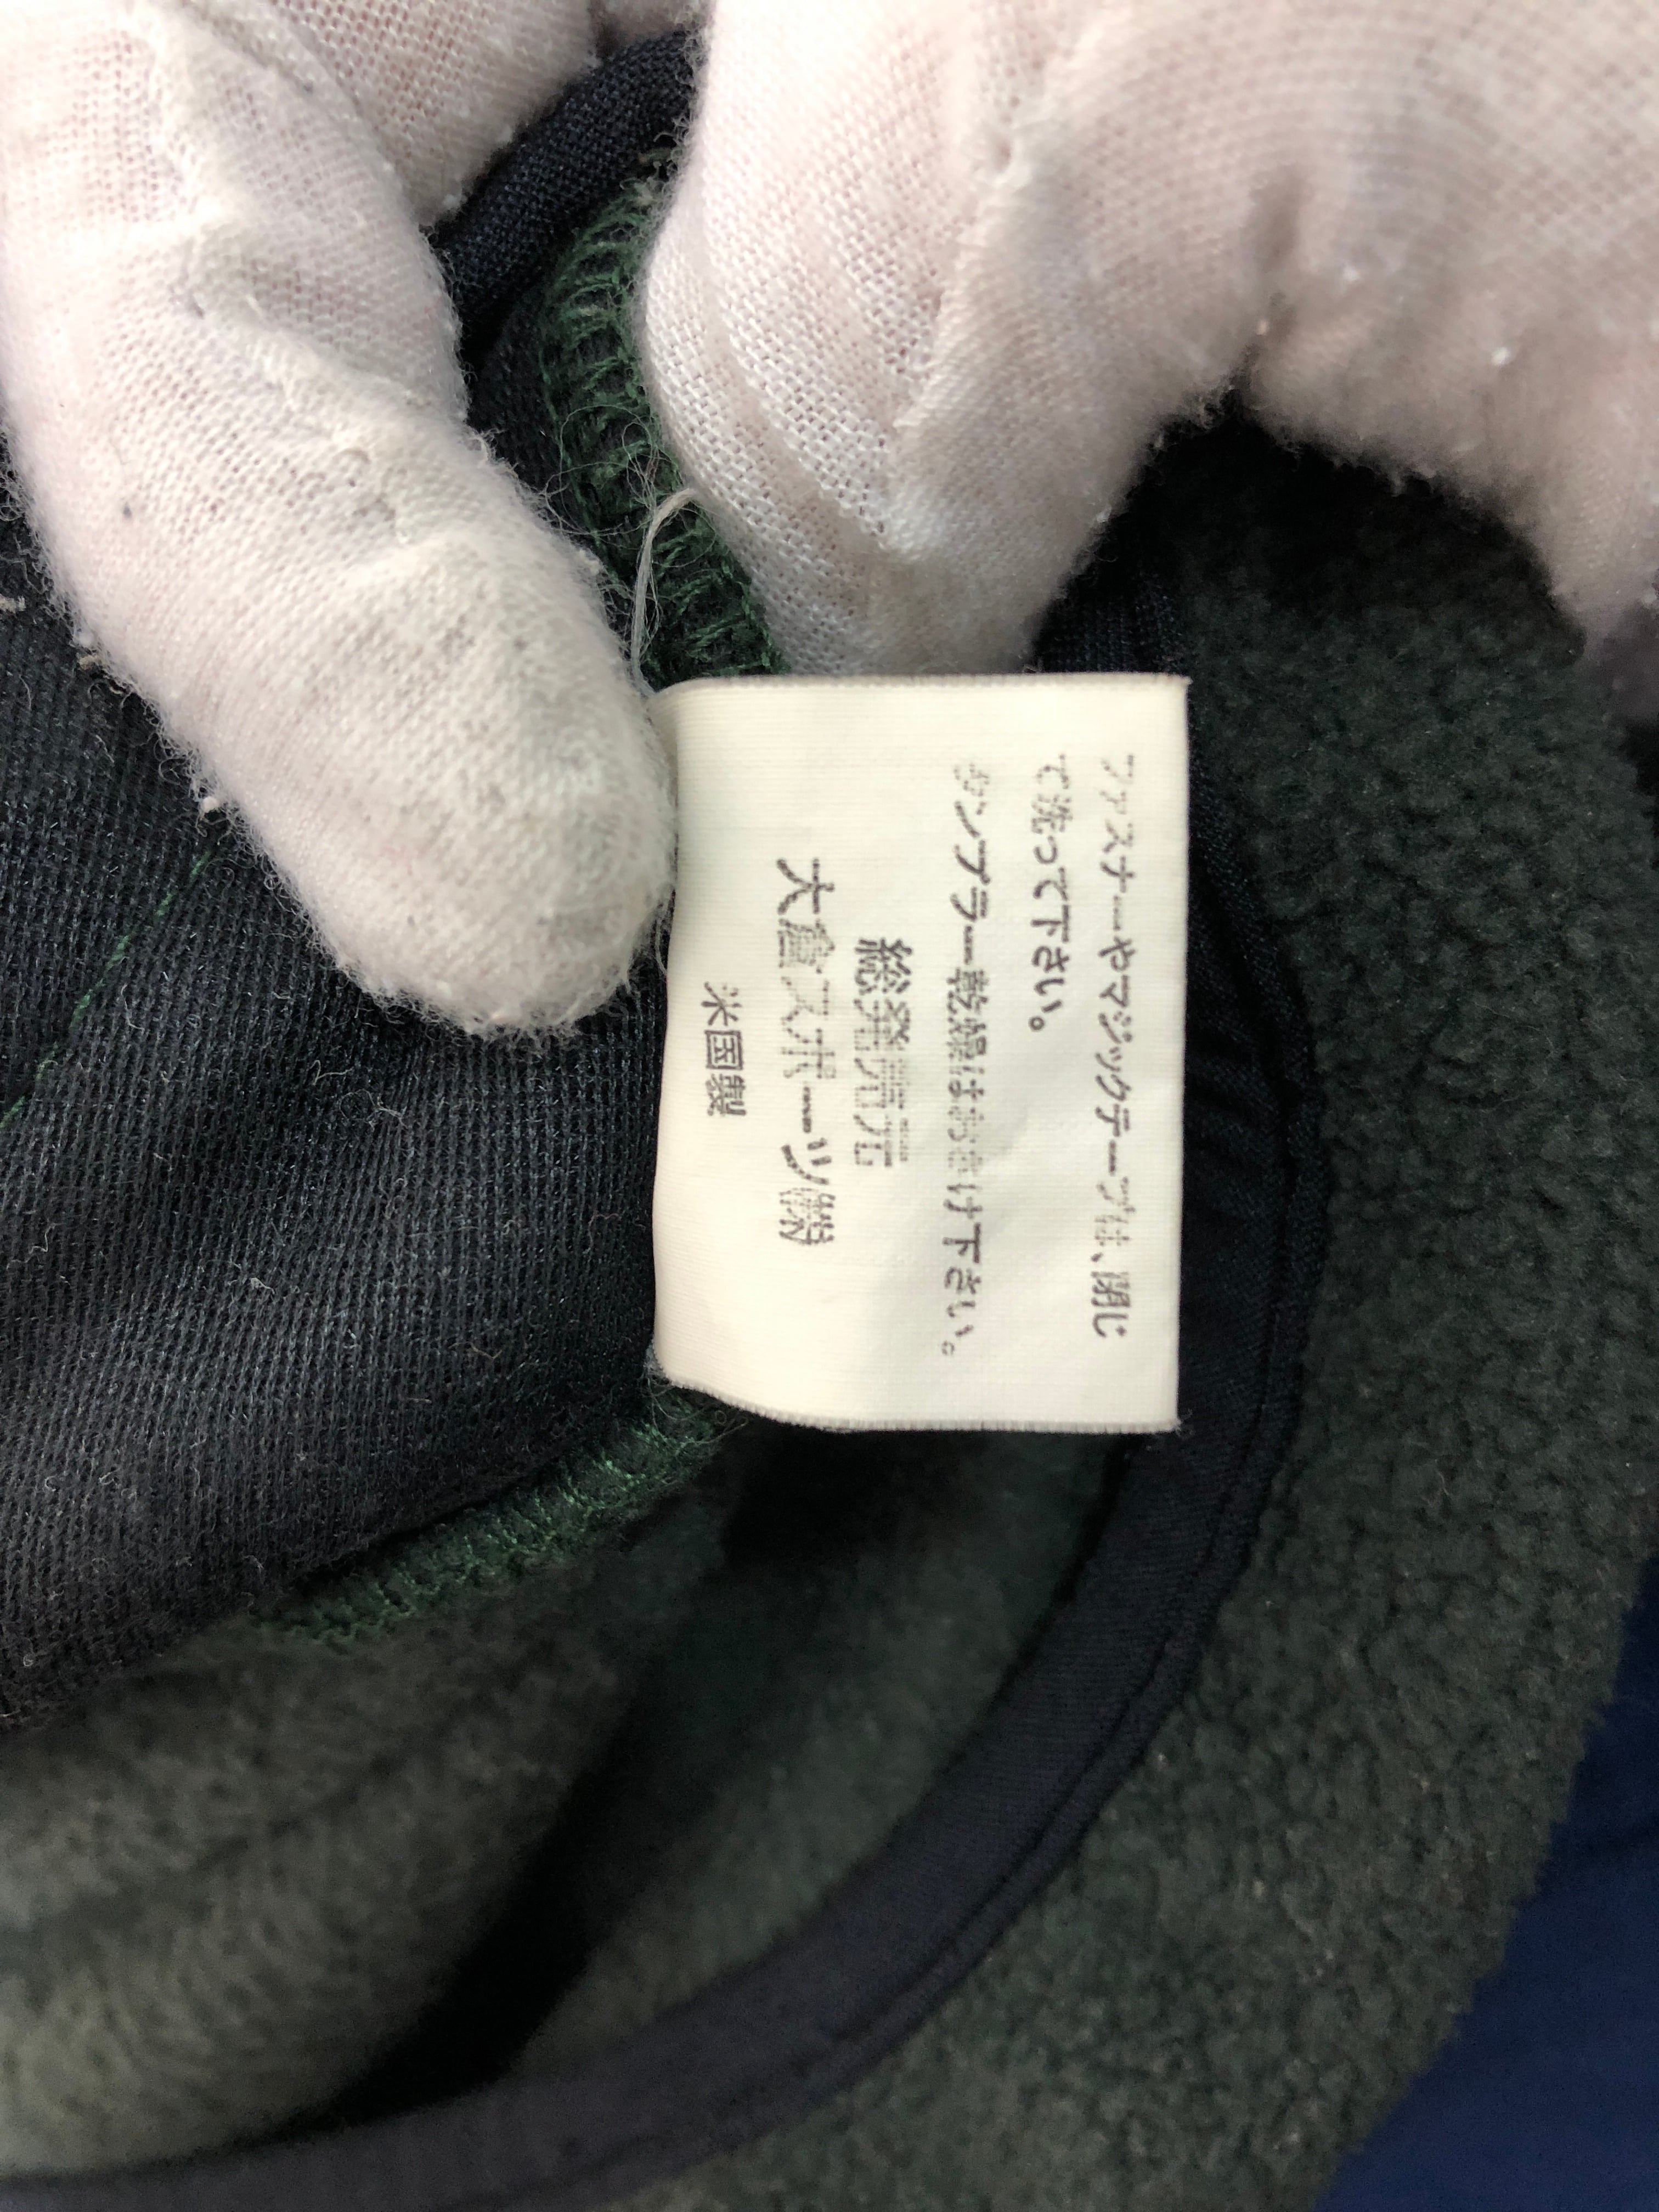 ファスナーやマジックテープは、閉じ
て洗って下さい。
タンブラー乾燥はおさけ下さい。
総発売元
大倉スポーツ㈱
米国製